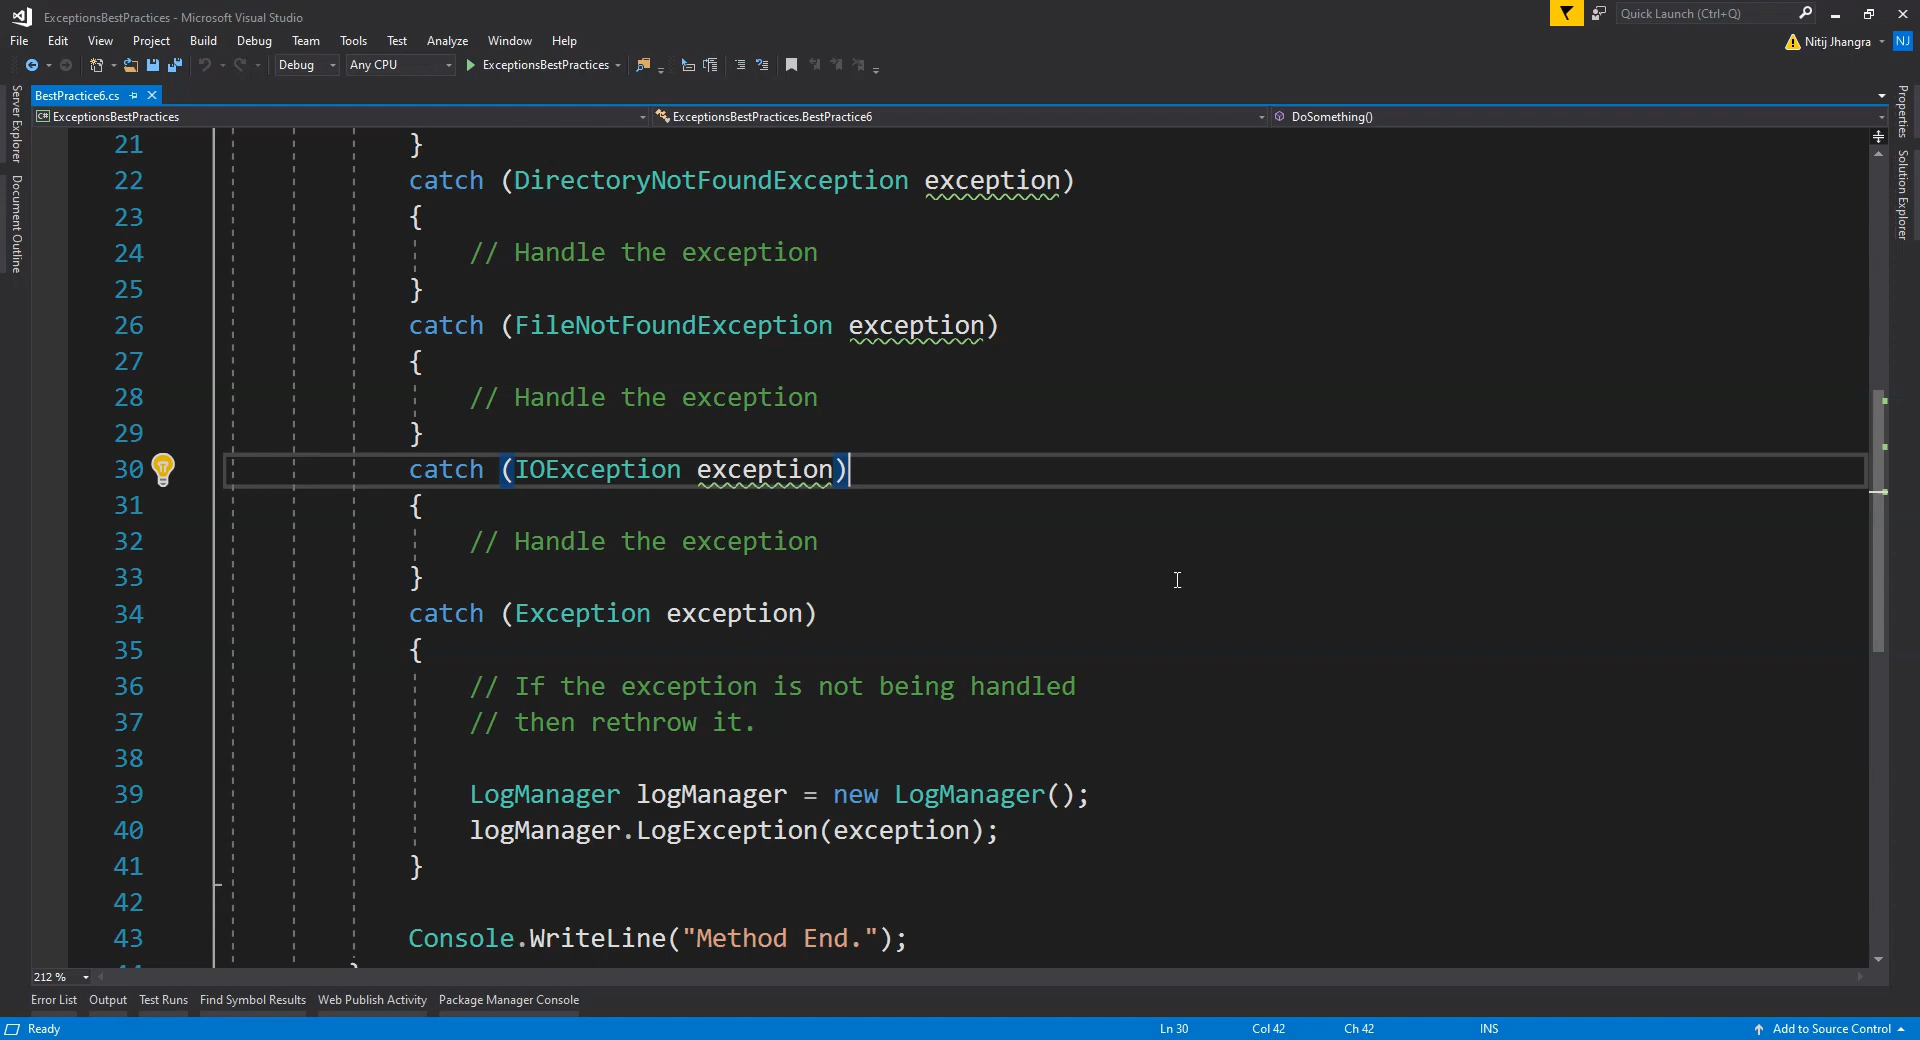 ExceptionsBestPractices - Microsoft Visual Studio
Quick Launch (Ctrl+Q)
File Edit View Project Build Debug Team Tools Test Analyze Window Help
Nitij Jhangra NJ
Debug Any CPU ExceptionsBestPractices
BestPractice6.cs
C# ExceptionsBestPractices ExceptionsBestPractices.BestPractice6 DoSomething()
Server Explorer
Document Outline
Properties
Solution Explorer
21 }
22 catch (DirectoryNotFoundException exception)
23 {
24 // Handle the exception
25 }
26 catch (FileNotFoundException exception)
27 {
28 // Handle the exception
29 }
30 catch (IOException exception)
31 {
32 // Handle the exception
33 }
34 catch (Exception exception)
35 {
36 // If the exception is not being handled
37 // then rethrow it.
38
39 LogManager logManager = new LogManager();
40 logManager.LogException(exception);
41 }
42
43 Console.WriteLine("Method End.");
212 %
Error List Output Test Runs Find Symbol Results Web Publish Activity Package Manager Console
Ready Ln 30 Col 42 Ch 42 INS Add to Source Control